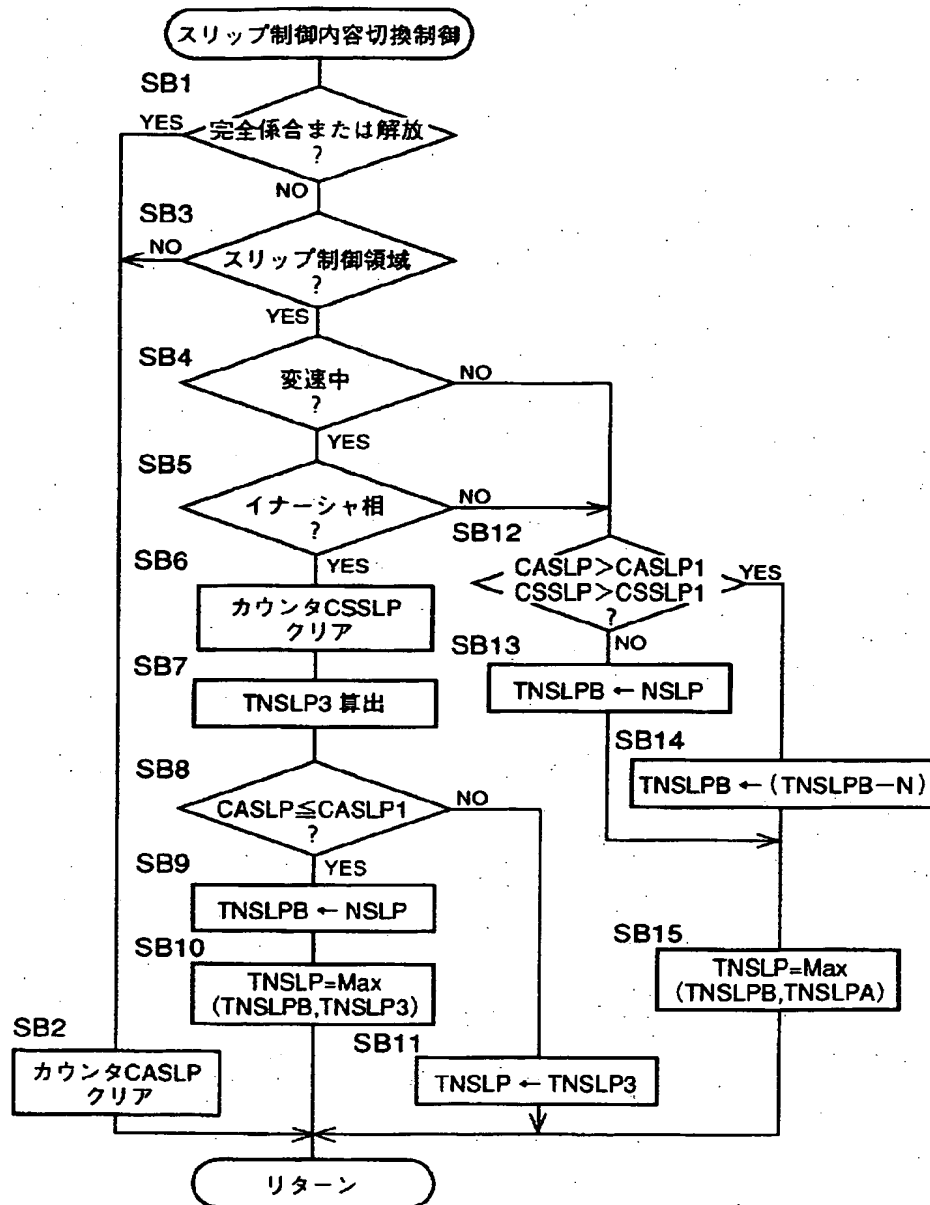 スリップ制御内容切換制御
SB1
YES
完全係合または解放
?
NO
SB3
NO
スリップ制御領域
?
YES
SB4
変速中
?
NO
YES
SB5
イナーシャ相
?
NO
YES
SB6
カウンタCSSLP
クリア
SB7
TNSLP3 算出
SB8
CASLP≦CASLP1
?
NO
YES
SB9
TNSLPB ← NSLP
SB10
TNSLP=Max
(TNSLPB,TNSLP3)
SB11
TNSLP ← TNSLP3
SB12
CASLP>CASLP1
CSSLP>CSSLP1
?
YES
NO
SB13
TNSLPB ← NSLP
SB14
TNSLPB ← (TNSLPB−N)
SB15
TNSLP=Max
(TNSLPB,TNSLPA)
SB2
カウンタCASLP
クリア
リターン